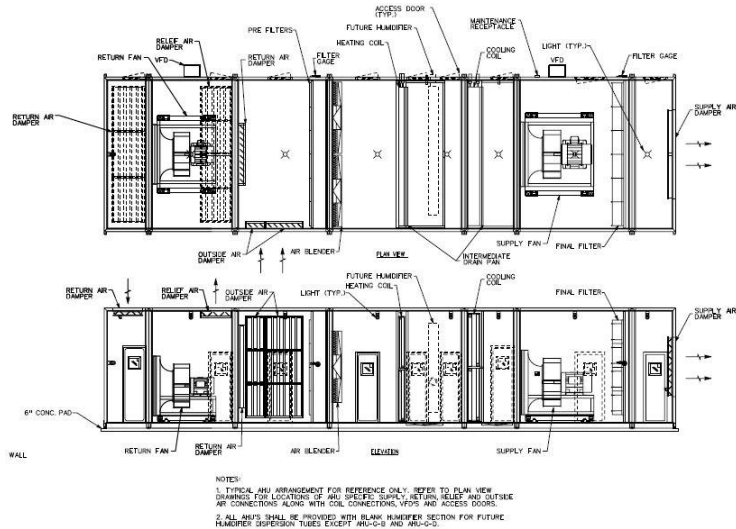 ACCESS DOOR
(TYP.)
FUTURE HUMIDIFIER
MAINTENANCE
RECEPTACLE
PRE FILTERS
HEATING COIL
COOLING
COIL
LIGHT (TYP.)
FILTER GAGE
RELEIF AIR
DAMPER
RETURN FAN
VFD
RETURN AIR
DAMPER
FILTER
GAGE
VFD
RETURN AIR
DAMPER
SUPPLY AIR
DAMPER
OUTSIDE AIR
DAMPER
AIR BLENDER
PLAN VIEW
INTERMEDIATE
DRAIN PAN
SUPPLY FAN
FINAL FILTER
RETURN AIR
DAMPER
RELIEF AIR
DAMPER
OUTSIDE AIR
DAMPER
LIGHT (TYP.)
FUTURE HUMIDIFIER
HEATING COIL
COOLING
COIL
FINAL FILTER
SUPPLY AIR
DAMPER
6" CONC. PAD
WALL
RETURN FAN
RETURN AIR
DAMPER
AIR BLENDER
ELEVATION
SUPPLY FAN
NOTES:
1. TYPICAL AHU ARRANGEMENT FOR REFERENCE ONLY. REFER TO PLAN VIEW
DRAWINGS FOR LOCATIONS OF AHU SPECIFIC SUPPLY, RETURN, RELIEF AND OUTSIDE
AIR CONNECTIONS ALONG WITH COIL CONNECTIONS, VFD'S AND ACCESS DOORS.
2. ALL AHU'S SHALL BE PROVIDED WITH BLANK HUMIDIFIER SECTION FOR FUTURE
HUMIDIFIER DISPERSION TUBES EXCEPT AHU-G-B AND AHU-G-D.